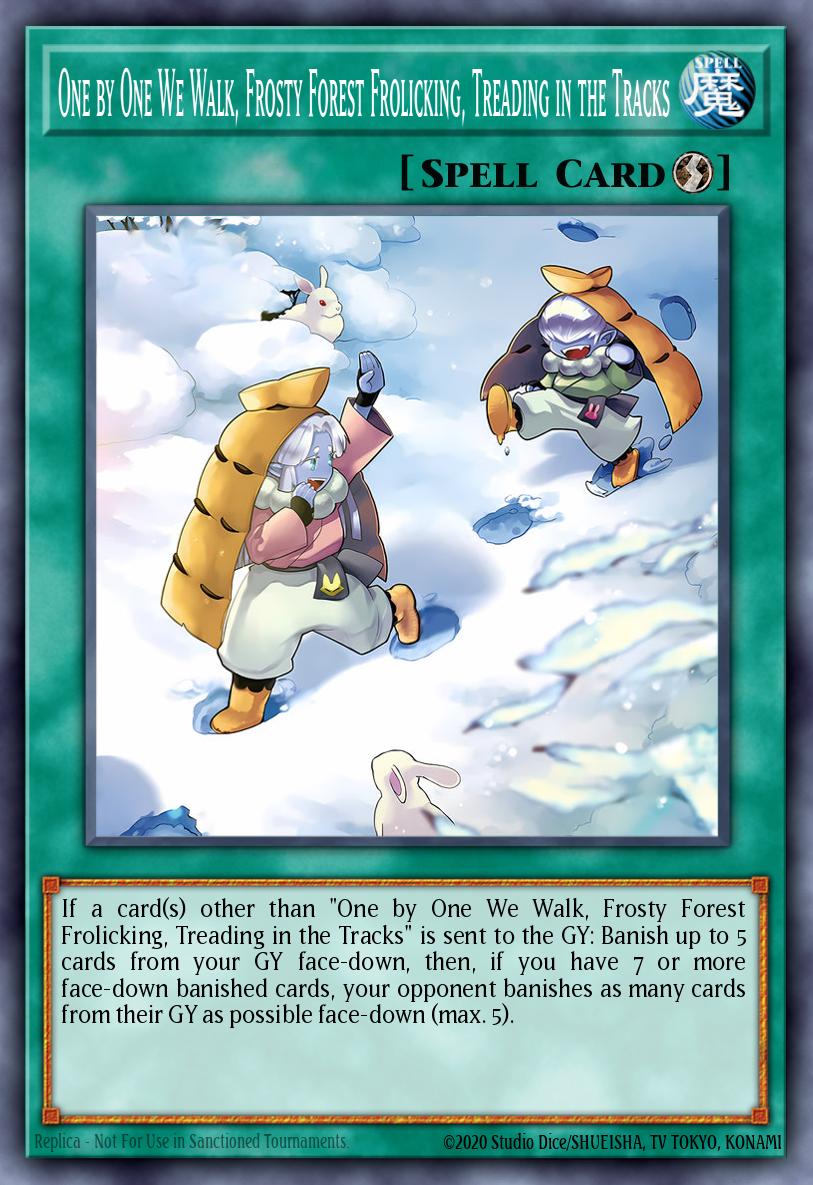 One by One We Walk, Frosty Forest Frolicking, Treading in the Tracks
SPELL
魔
[Spell Card]
If a card(s) other than "One by One We Walk, Frosty Forest
Frolicking, Treading in the Tracks" is sent to the GY: Banish up to 5
cards from your GY face-down, then, if you have 7 or more
face-down banished cards, your opponent banishes as many cards
from their GY as possible face-down (max. 5).
Replica - Not For Use in Sanctioned Tournaments.
©2020 Studio Dice/SHUEISHA, TV TOKYO, KONAMI